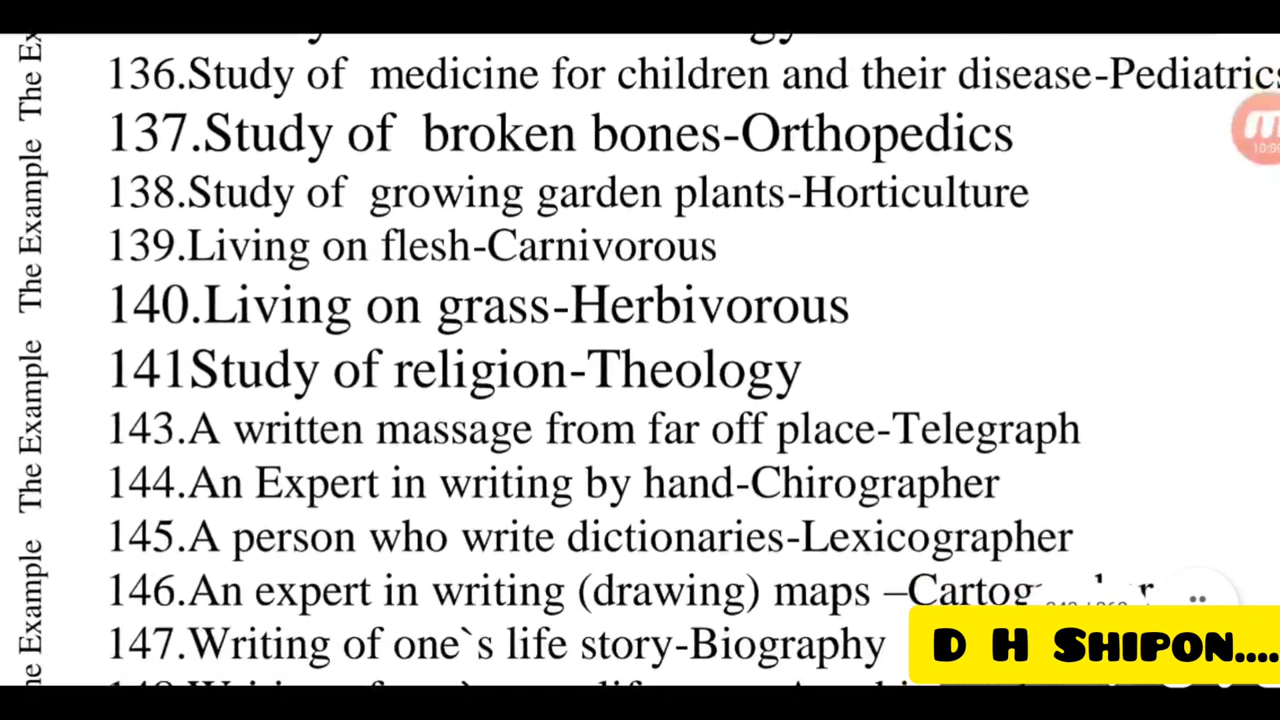 136.Study of medicine for children and their disease-Pediatrics
137.Study of broken bones-Orthopedics
138.Study of growing garden plants-Horticulture
139.Living on flesh-Carnivorous
140.Living on grass-Herbivorous
141Study of religion-Theology
143.A written massage from far off place-Telegraph
144.An Expert in writing by hand-Chirographer
145.A person who write dictionaries-Lexicographer
146.An expert in writing (drawing) maps –
147.Writing of one`s life story-Biography
D H SHIPON....
The Example
The Example
The Example